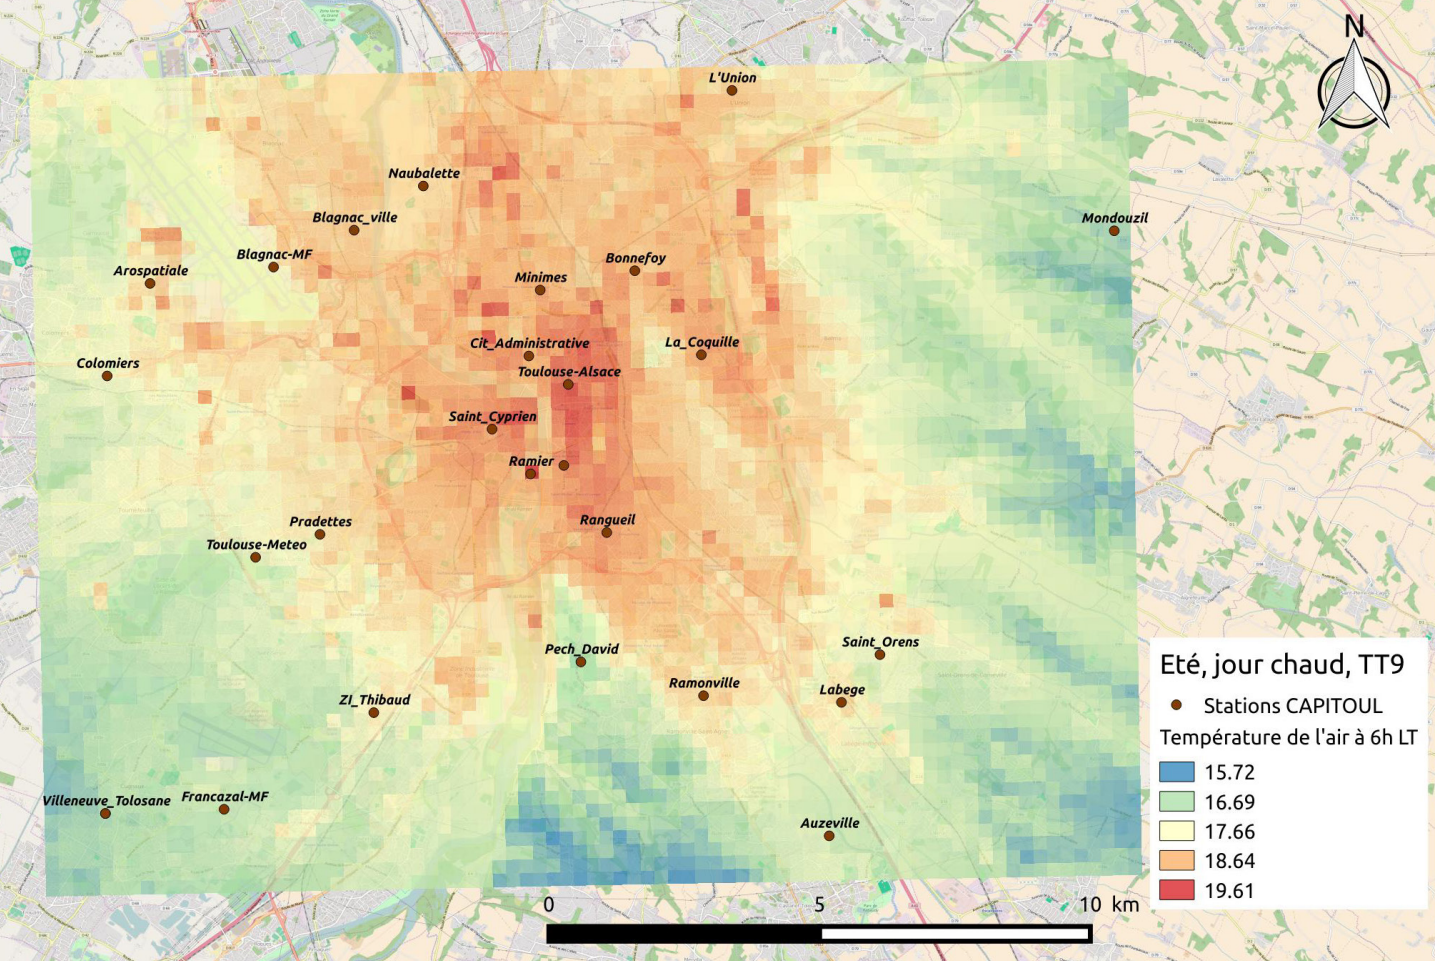 N
L'Union
Naubalette
Blagnac_ville
Mondouzil
Blagnac-MF
Bonnefoy
Arospatiale
Minimes
Cit_Administrative
La_Coquille
Colomiers
Toulouse-Alsace
Saint_Cyprien
Ramier
Pradettes
Rangueil
Toulouse-Meteo
Pech_David
Saint_Orens
Ramonville
Labege
ZI_Thibaud
Villeneuve_Tolosane
Francazal-MF
Auzeville
Eté, jour chaud, TT9
Stations CAPITOUL
Température de l'air à 6h LT
15.72
16.69
17.66
18.64
19.61
0 5 10 km